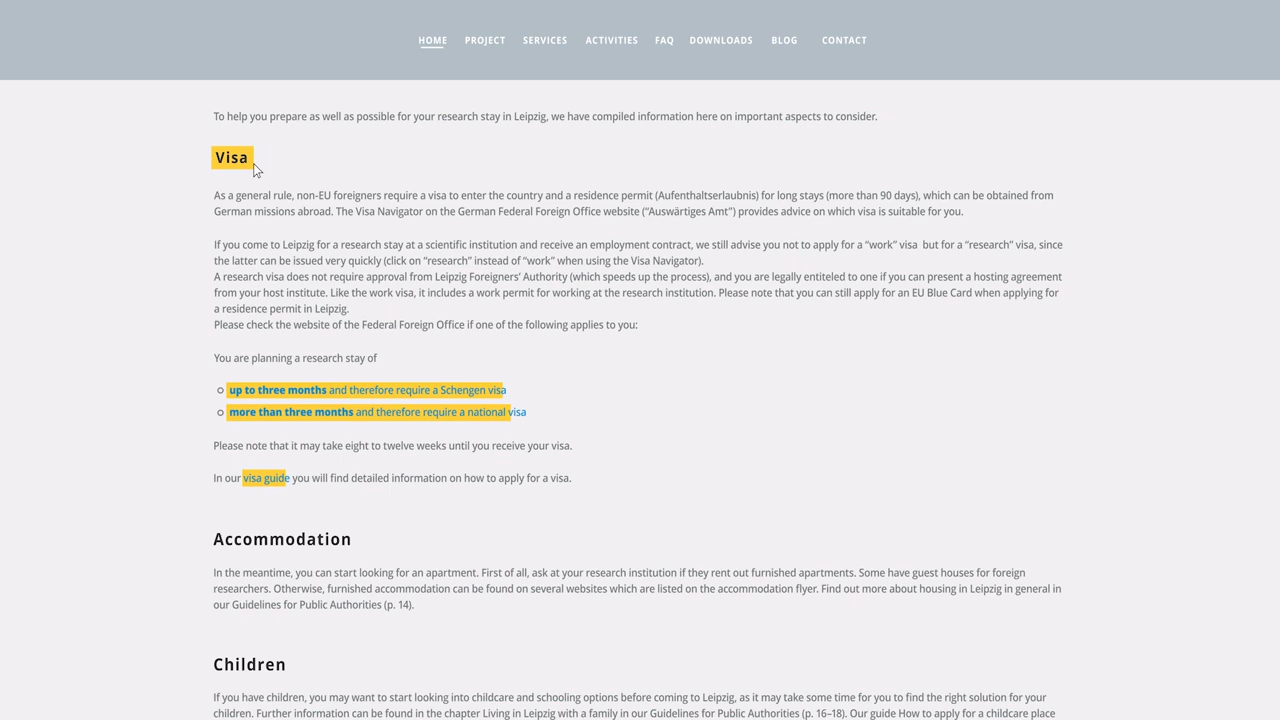 HOME PROJECT SERVICES ACTIVITIES FAQ DOWNLOADS BLOG CONTACT
To help you prepare as well as possible for your research stay in Leipzig, we have compiled information here on important aspects to consider.
Visa
As a general rule, non-EU foreigners require a visa to enter the country and a residence permit (Aufenthaltserlaubnis) for long stays (more than 90 days), which can be obtained from
German missions abroad. The Visa Navigator on the German Federal Foreign Office website (“Auswärtiges Amt”) provides advice on which visa is suitable for you.
If you come to Leipzig for a research stay at a scientific institution and receive an employment contract, we still advise you not to apply for a “work” visa but for a “research” visa, since
the latter can be issued very quickly (click on “research” instead of “work” when using the Visa Navigator).
A research visa does not require approval from Leipzig Foreigners’ Authority (which speeds up the process), and you are legally entiteled to one if you can present a hosting agreement
from your host institute. Like the work visa, it includes a work permit for working at the research institution. Please note that you can still apply for an EU Blue Card when applying for
a residence permit in Leipzig.
Please check the website of the Federal Foreign Office if one of the following applies to you:
You are planning a research stay of
up to three months and therefore require a Schengen visa
more than three months and therefore require a national visa
Please note that it may take eight to twelve weeks until you receive your visa.
In our visa guide you will find detailed information on how to apply for a visa.
Accommodation
In the meantime, you can start looking for an apartment. First of all, ask at your research institution if they rent out furnished apartments. Some have guest houses for foreign
researchers. Otherwise, furnished accommodation can be found on several websites which are listed on the accommodation flyer. Find out more about housing in Leipzig in general in
our Guidelines for Public Authorities (p. 14).
Children
If you have children, you may want to start looking into childcare and schooling options before coming to Leipzig, as it may take some time for you to find the right solution for your
children. Further information can be found in the chapter Living in Leipzig with a family in our Guidelines for Public Authorities (p. 16–18). Our guide How to apply for a childcare place